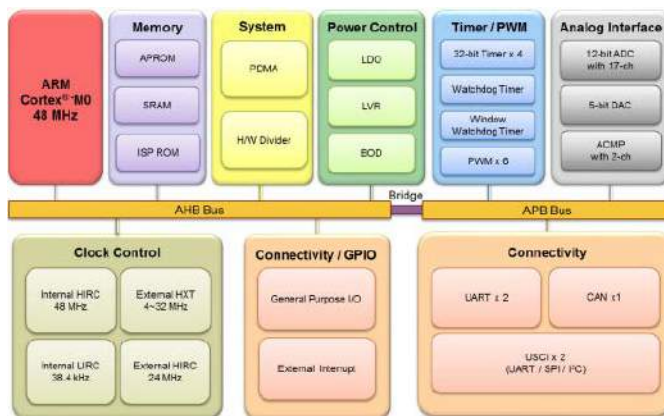 ARM
Cortex®-M0
48 MHz
Memory
APROM
SRAM
ISP ROM
System
PDMA
H/W Divider
Power Control
LDO
LVR
BOD
Timer / PWM
32-bit Timer x 4
Watchdog Timer
Window
Watchdog Timer
PWM x 6
Analog Interface
12-bit ADC
with 17-ch
5-bit DAC
ACMP
with 2-ch
Bridge
AHB Bus
APB Bus
Clock Control
Internal HIRC
48 MHz
External HXT
4~32 MHz
Internal LIRC
38.4 kHz
External HIRC
24 MHz
Connectivity / GPIO
General Purpose I/O
External Interrupt
Connectivity
UART x 2
CAN x1
USCI x 2
(UART / SPI / I²C)